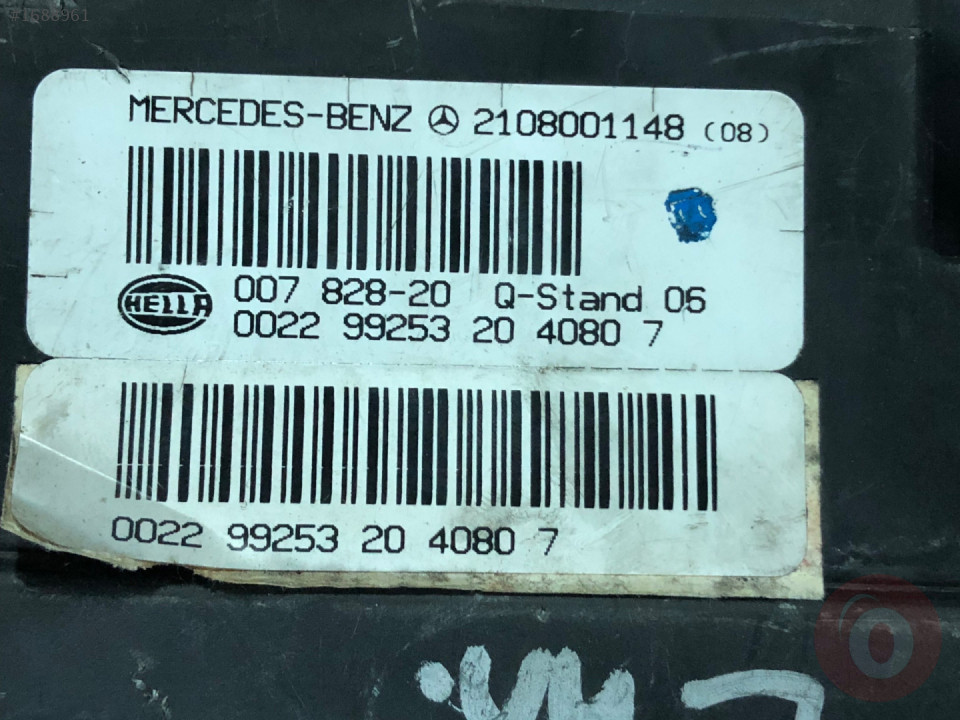 #1688961
MERCEDES-BENZ 2108001148 (08)
HELLA 007 828-20 Q-Stand 06
0022 99253 20 4080 7
0022 99253 20 4080 7